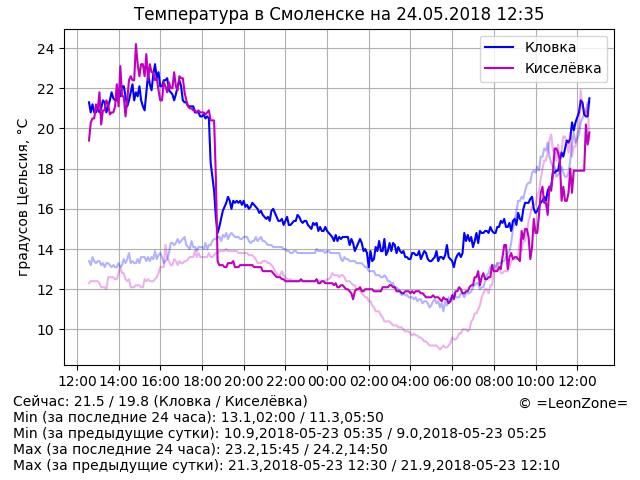 Температура в Смоленске на 24.05.2018 12:35
Кловка
Киселёвка
градусов Цельсия, °C
24
22
20
18
16
14
12
10
12:00 14:00 16:00 18:00 20:00 22:00 00:00 02:00 04:00 06:00 08:00 10:00 12:00
Сейчас: 21.5 / 19.8 (Кловка / Киселёвка)
© =LeonZone=
Min (за последние 24 часа): 13.1,02:00 / 11.3,05:50
Min (за предыдущие сутки): 10.9,2018-05-23 05:35 / 9.0,2018-05-23 05:25
Max (за последние 24 часа): 23.2,15:45 / 24.2,14:50
Max (за предыдущие сутки): 21.3,2018-05-23 12:30 / 21.9,2018-05-23 12:10